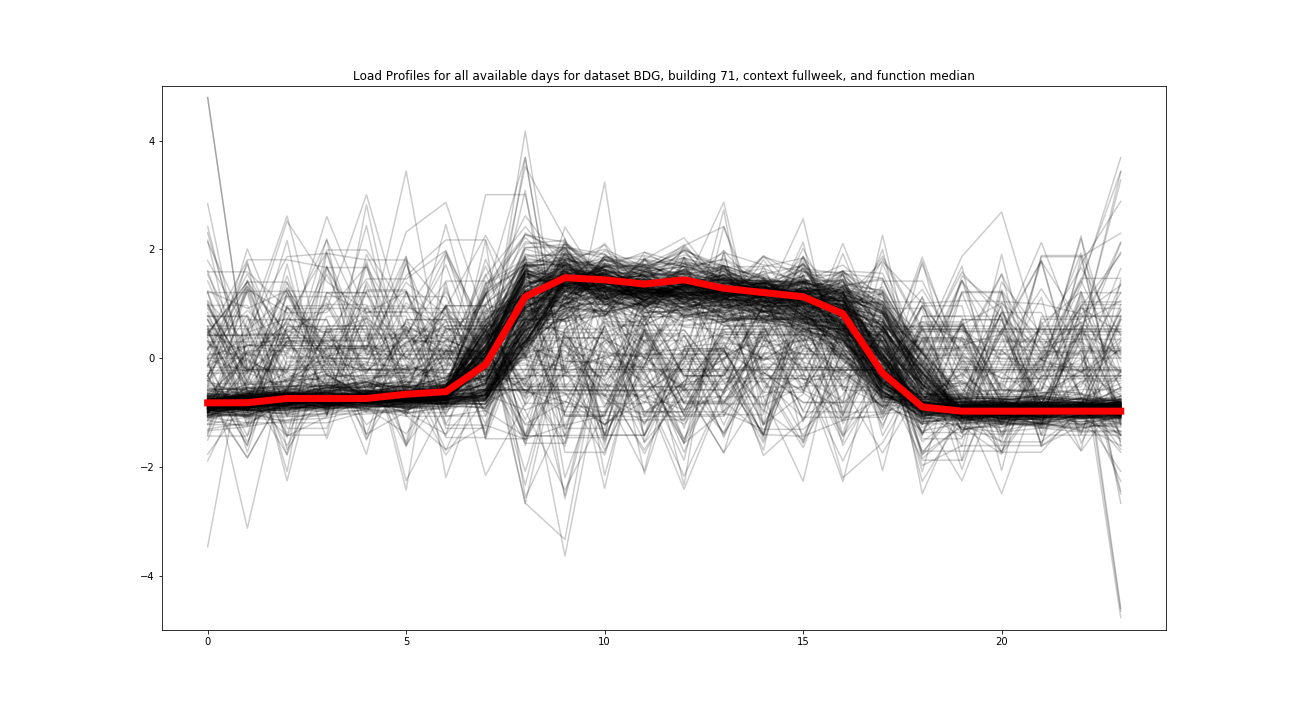 Load Profiles for all available days for dataset BDG, building 71, context fullweek, and function median
4
2
0
−2
−4
0 5 10 15 20